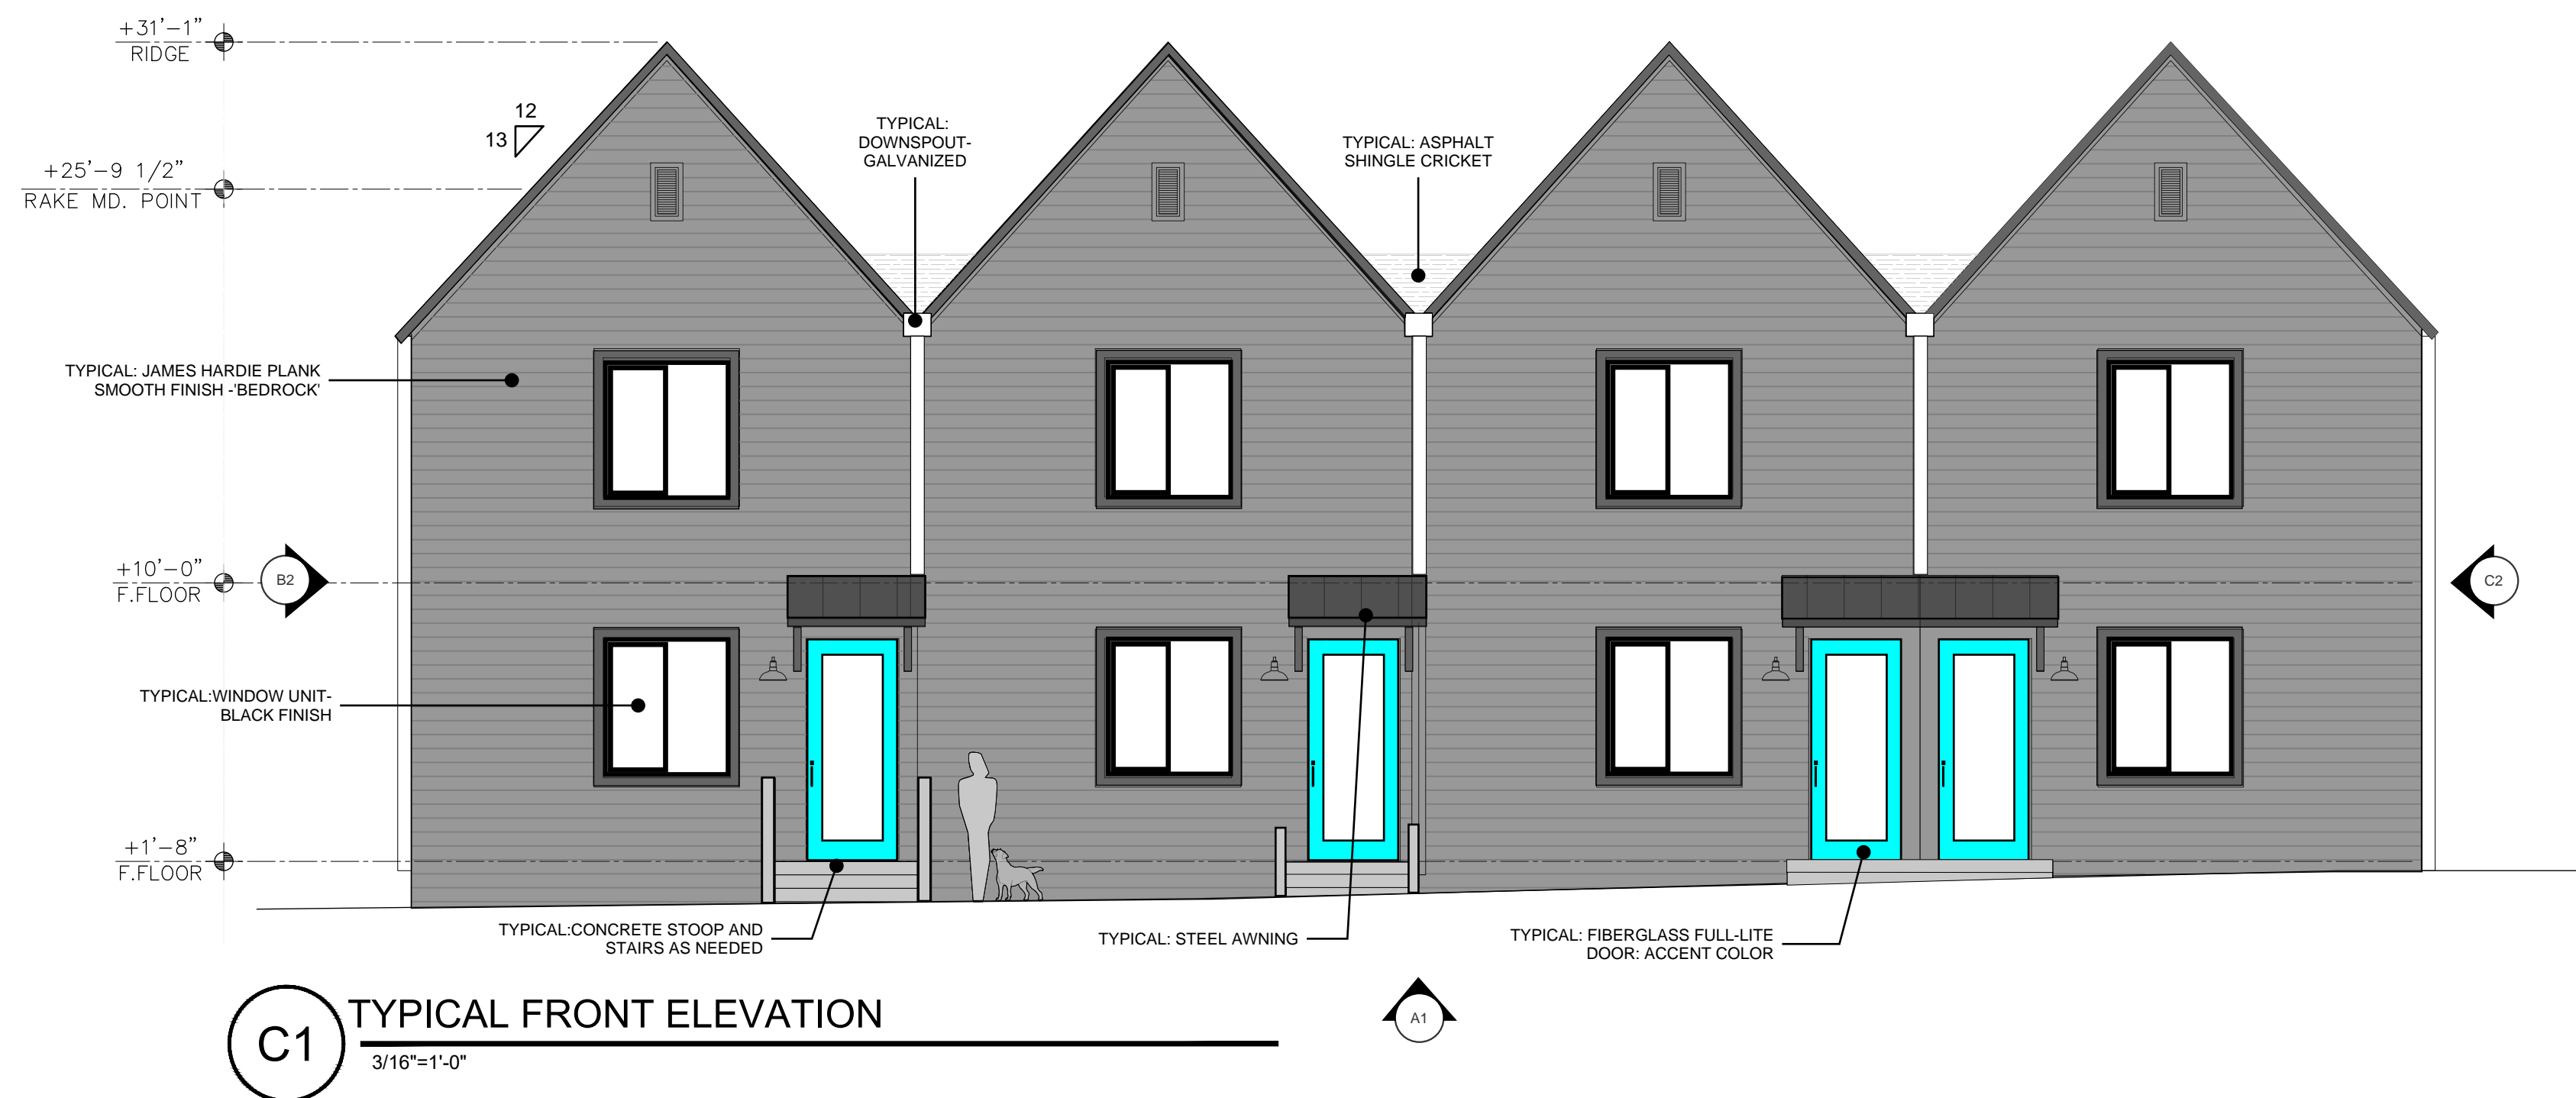 +31'-1"
RIDGE
12
13
+25'-9 1/2"
RAKE MD. POINT
TYPICAL:
DOWNSPOUT-
GALVANIZED
TYPICAL: ASPHALT
SHINGLE CRICKET
TYPICAL: JAMES HARDIE PLANK
SMOOTH FINISH -'BEDROCK'
+10'-0"
F.FLOOR
B2
C2
TYPICAL:WINDOW UNIT-
BLACK FINISH
+1'-8"
F.FLOOR
TYPICAL:CONCRETE STOOP AND
STAIRS AS NEEDED
TYPICAL: STEEL AWNING
TYPICAL: FIBERGLASS FULL-LITE
DOOR: ACCENT COLOR
C1
TYPICAL FRONT ELEVATION
3/16"=1'-0"
A1